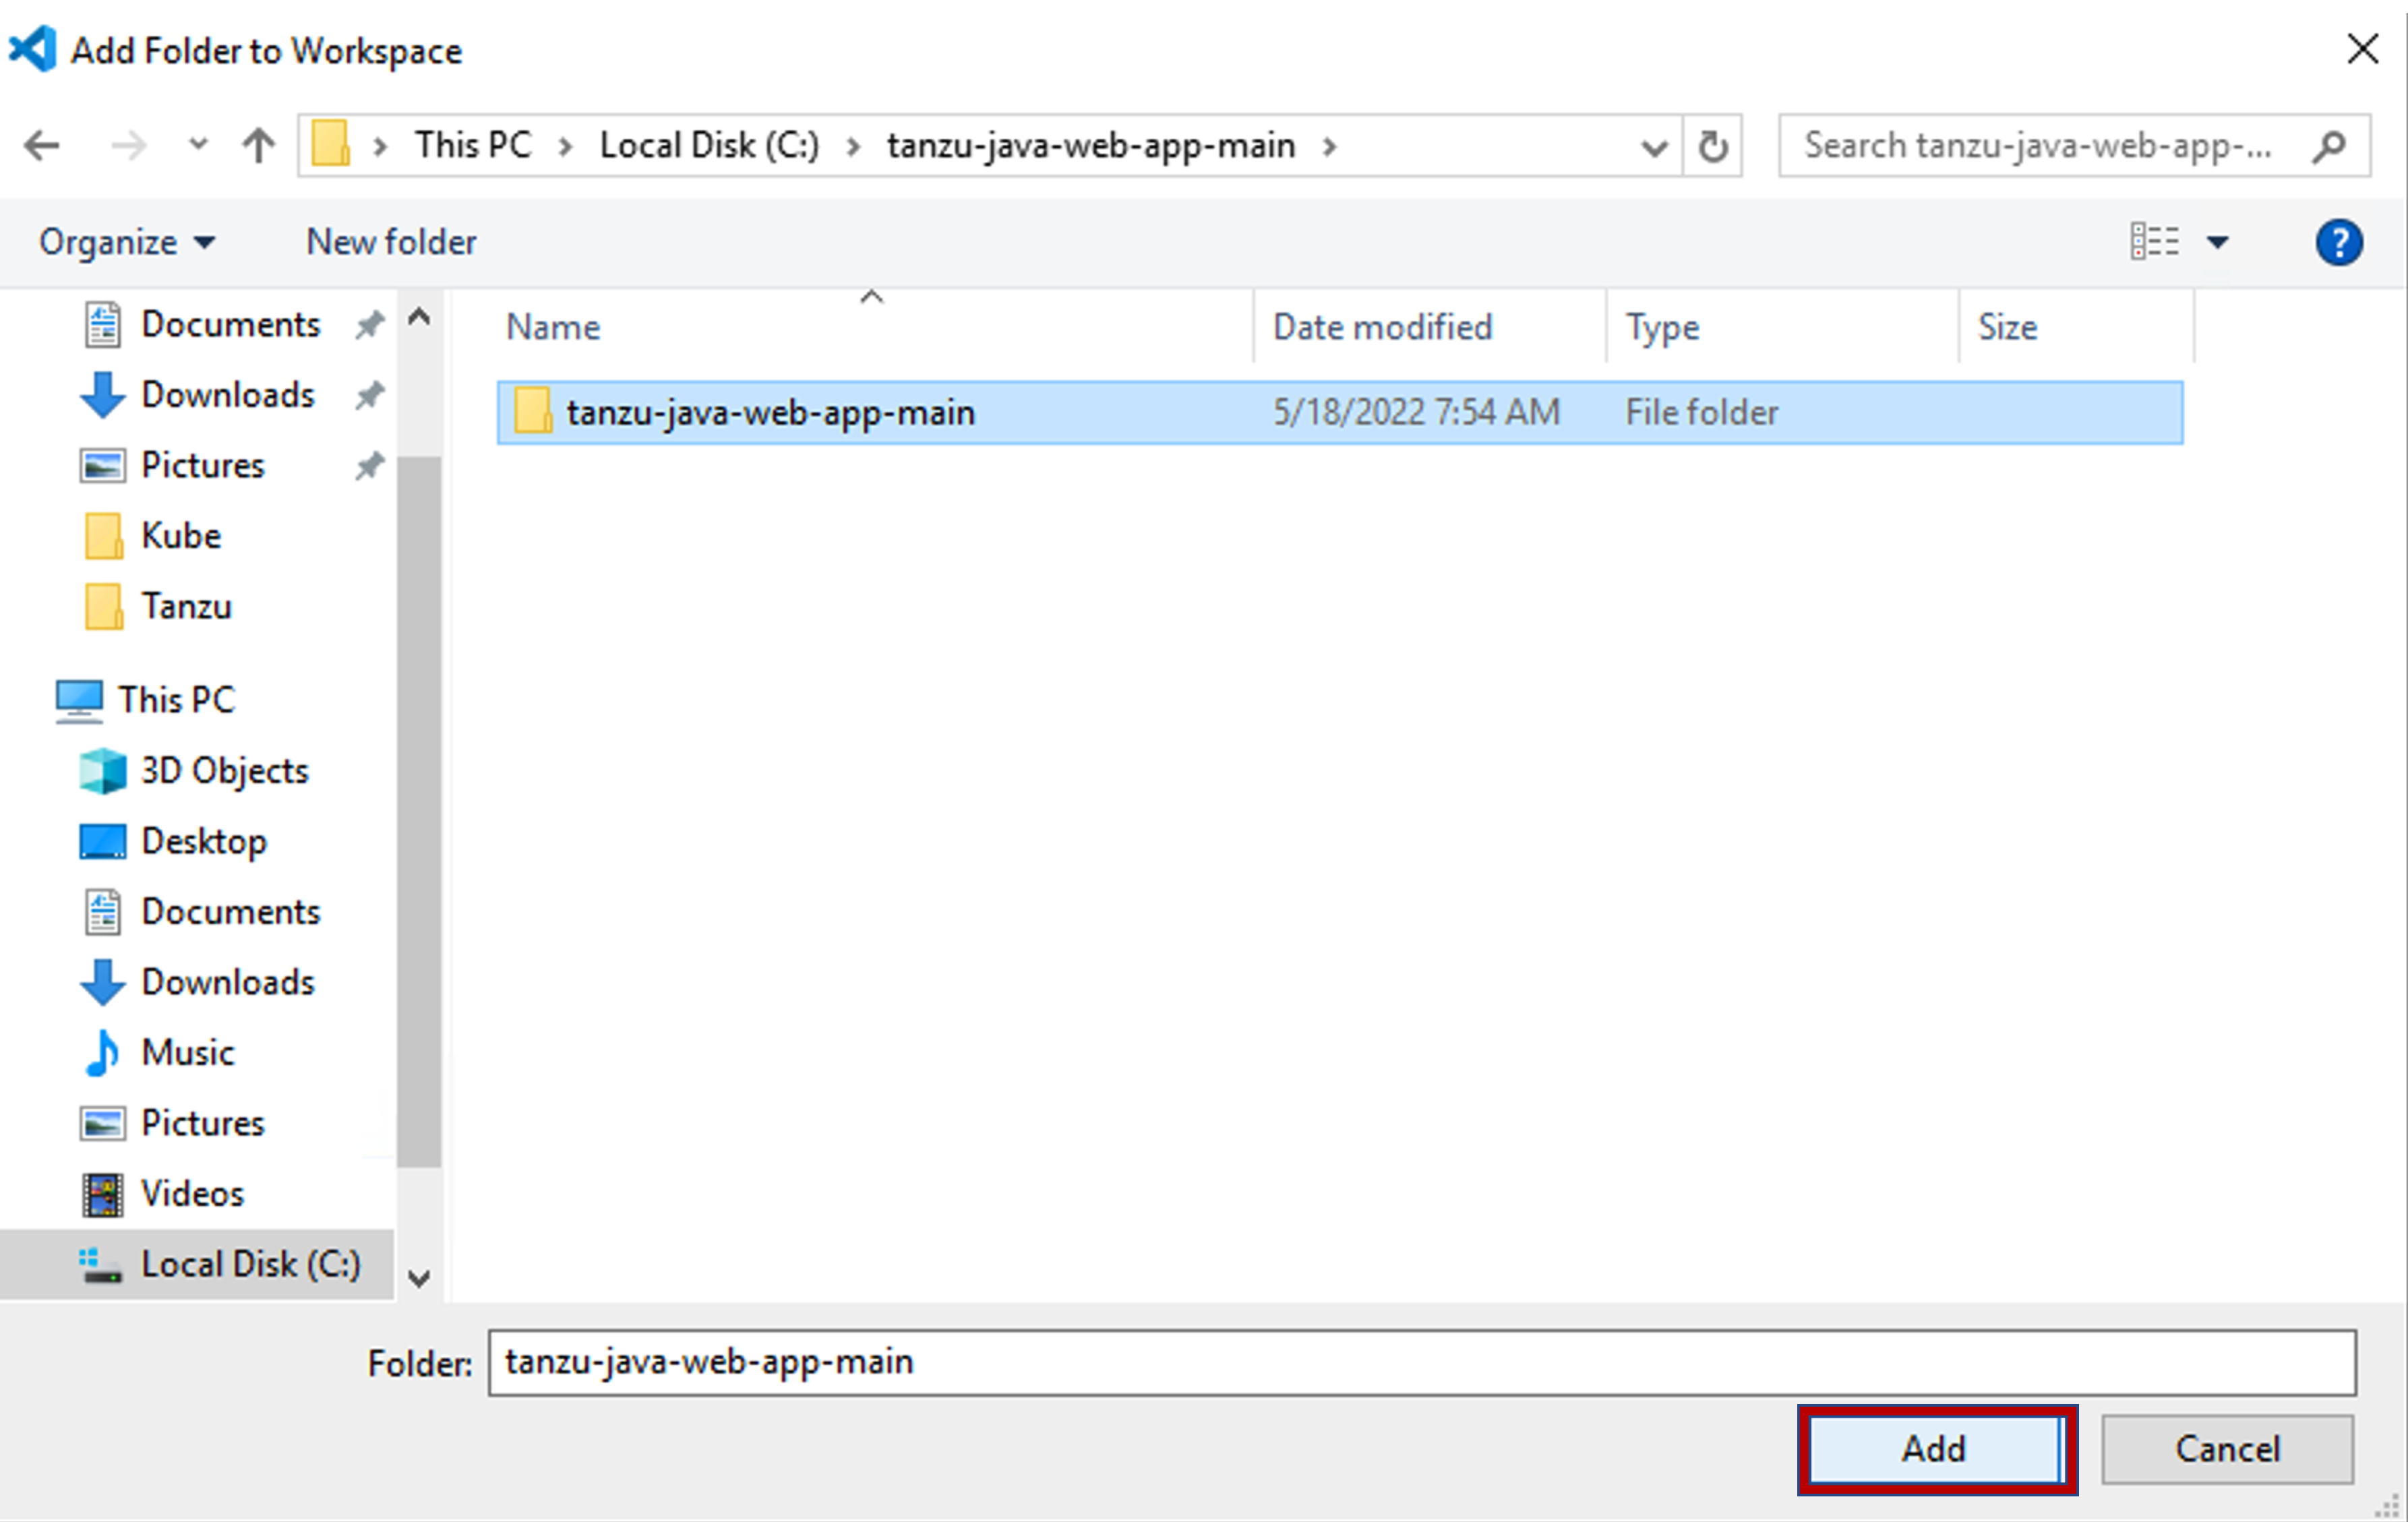 Add Folder to Workspace
This PC > Local Disk (C:) > tanzu-java-web-app-main >
Search tanzu-java-web-app-...
Organize
New folder
?
Documents
Downloads
Pictures
Kube
Tanzu
This PC
3D Objects
Desktop
Documents
Downloads
Music
Pictures
Videos
Local Disk (C:)
Name Date modified Type Size
tanzu-java-web-app-main 5/18/2022 7:54 AM File folder
Folder: tanzu-java-web-app-main
Add Cancel